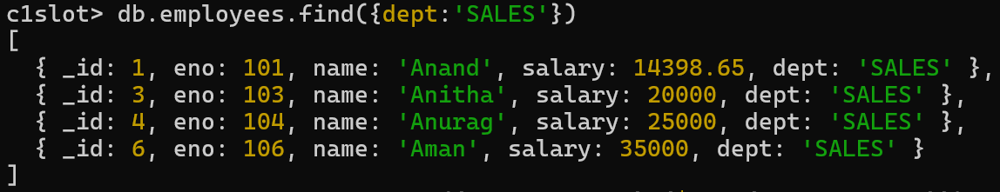 c1slot> db.employees.find({dept:'SALES'})
[
  { _id: 1, eno: 101, name: 'Anand', salary: 14398.65, dept: 'SALES' },
  { _id: 3, eno: 103, name: 'Anitha', salary: 20000, dept: 'SALES' },
  { _id: 4, eno: 104, name: 'Anurag', salary: 25000, dept: 'SALES' },
  { _id: 6, eno: 106, name: 'Aman', salary: 35000, dept: 'SALES' }
]